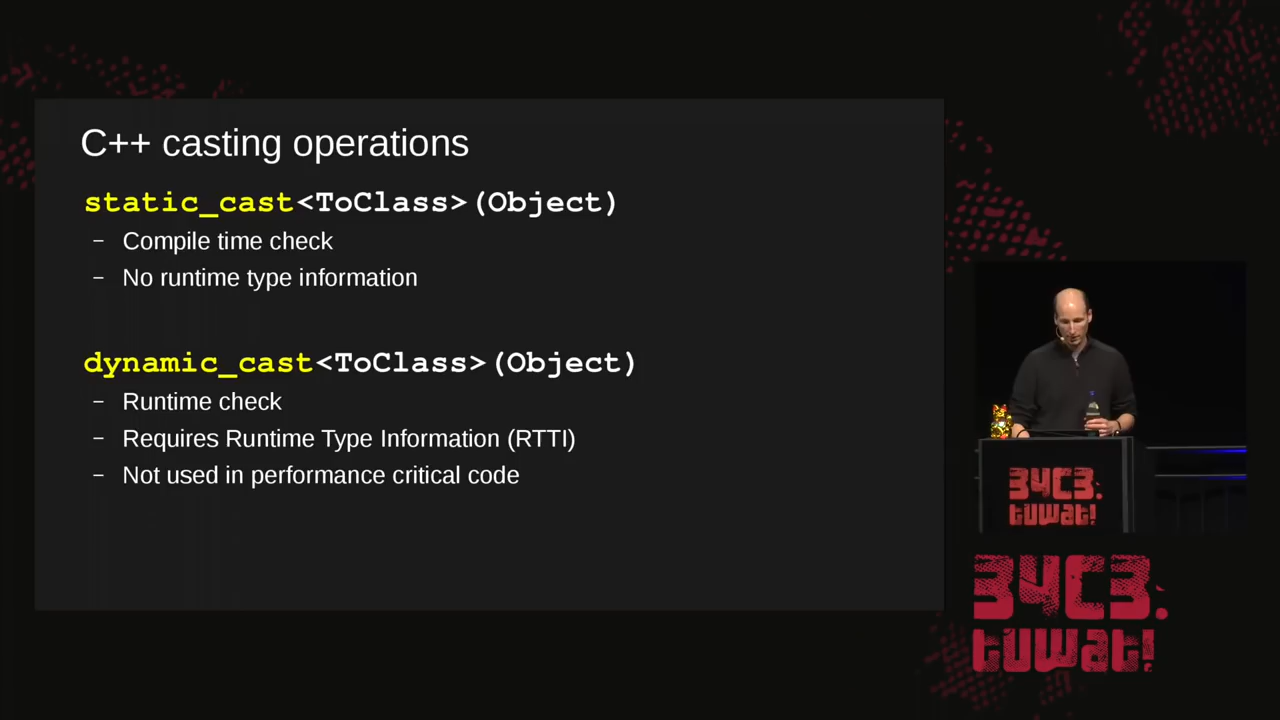 C++ casting operations
static_cast<ToClass>(Object)
– Compile time check
– No runtime type information
dynamic_cast<ToClass>(Object)
– Runtime check
– Requires Runtime Type Information (RTTI)
– Not used in performance critical code
34C3.
tuwat!
34C3.
tuwat!